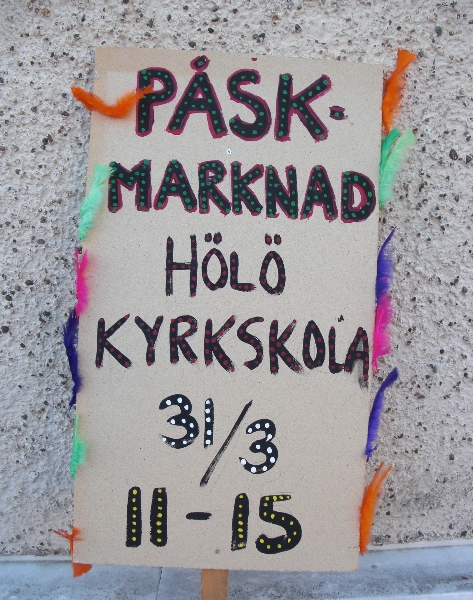 PÅSK-
MARKNAD
HÖLÖ
KYRKSKOLA
31/3
11-15